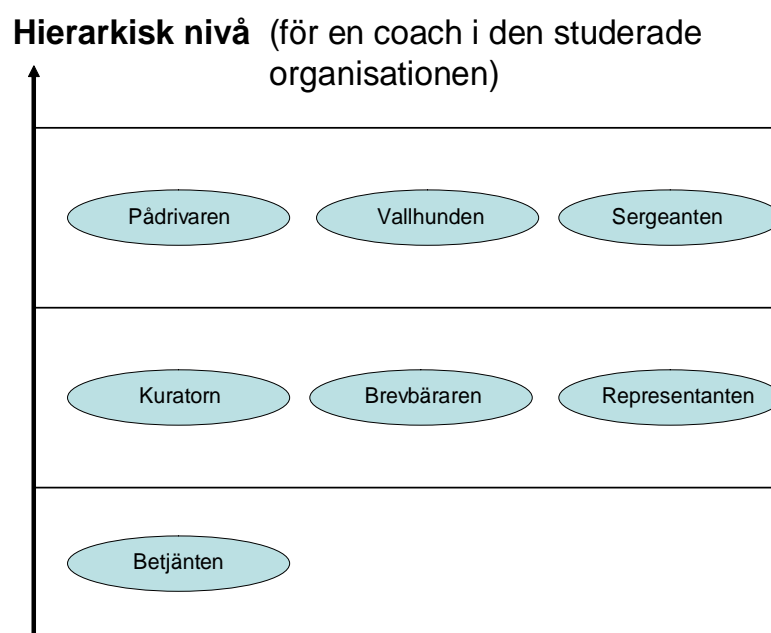 Hierarkisk nivå (för en coach i den studerade
organisationen)
Pådrivaren Vallhunden Sergeanten
Kuratorn Brevbäraren Representanten
Betjänten